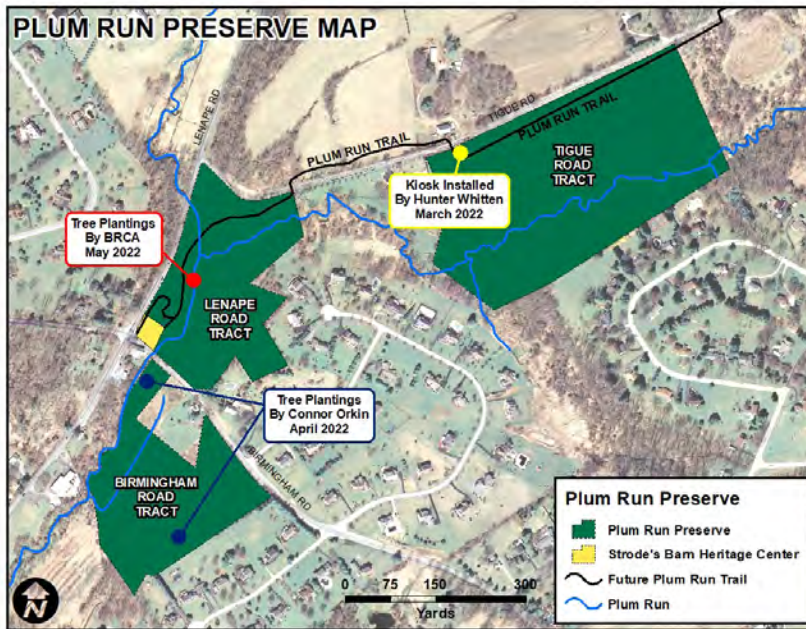 PLUM RUN PRESERVE MAP
LENAPE RD
TIGUE RD
PLUM RUN TRAIL
PLUM RUN TRAIL
TIGUE
ROAD
TRACT
Kiosk Installed
By Hunter Whitten
March 2022
Tree Plantings
By BRCA
May 2022
LENAPE
ROAD
TRACT
Tree Plantings
By Connor Orkin
April 2022
BIRMINGHAM RD
BIRMINGHAM
ROAD
TRACT
N
0 75 150 300
Yards
Plum Run Preserve
Plum Run Preserve
Strode's Barn Heritage Center
Future Plum Run Trail
Plum Run